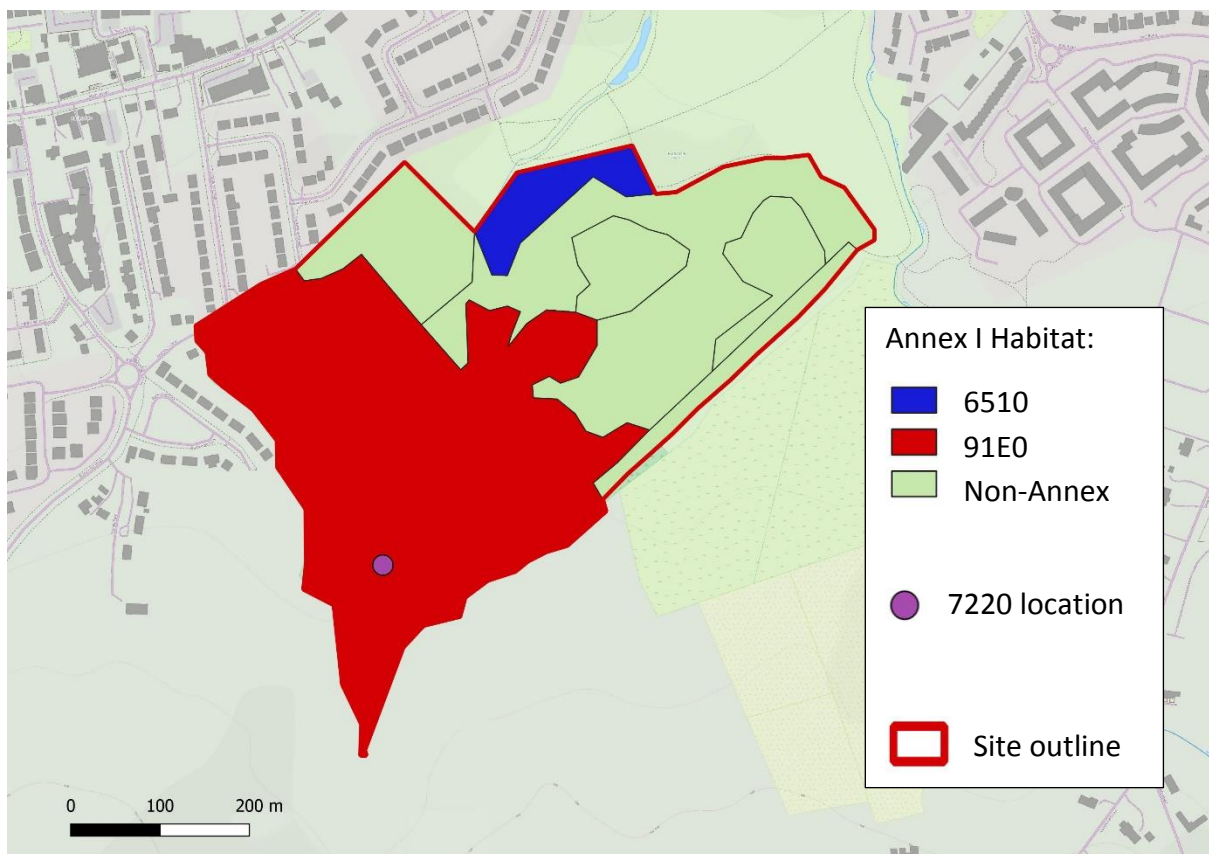 Annex I Habitat:
6510
91E0
Non-Annex
7220 location
Site outline
0 100 200 m